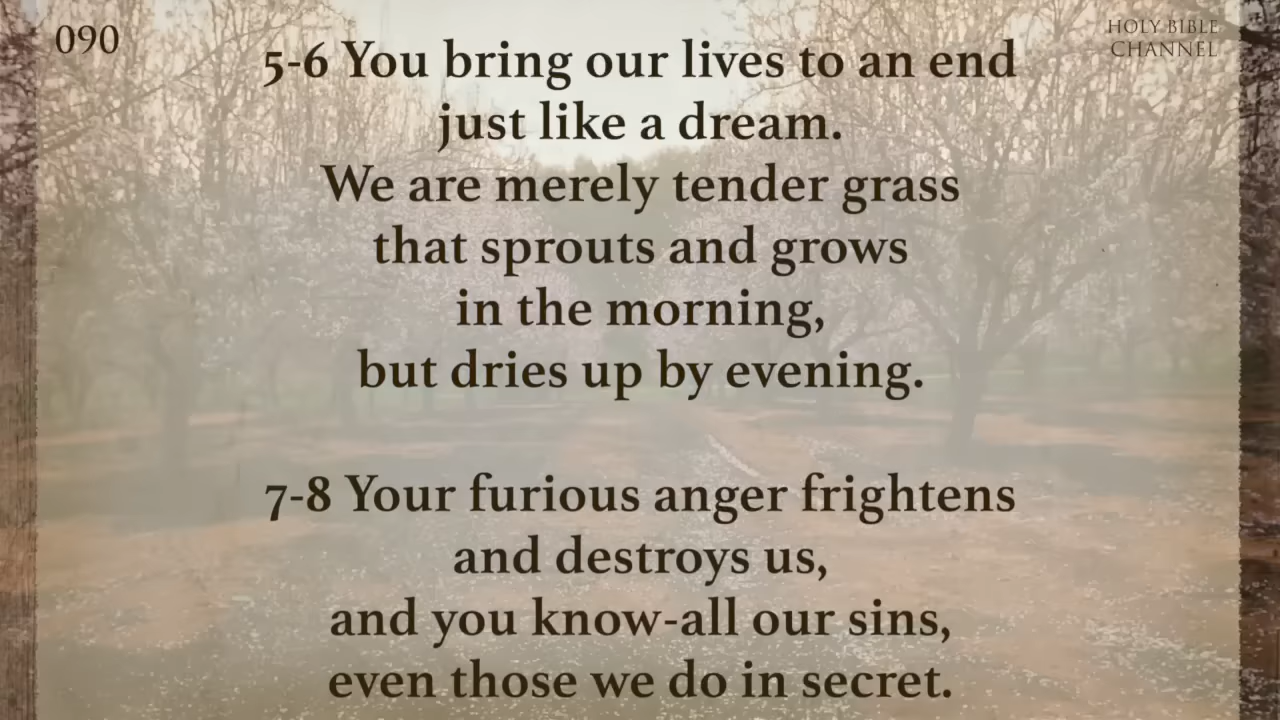 090
HOLY BIBLE
CHANNEL
5-6 You bring our lives to an end
just like a dream.
We are merely tender grass
that sprouts and grows
in the morning,
but dries up by evening.
7-8 Your furious anger frightens
and destroys us,
and you know-all our sins,
even those we do in secret.